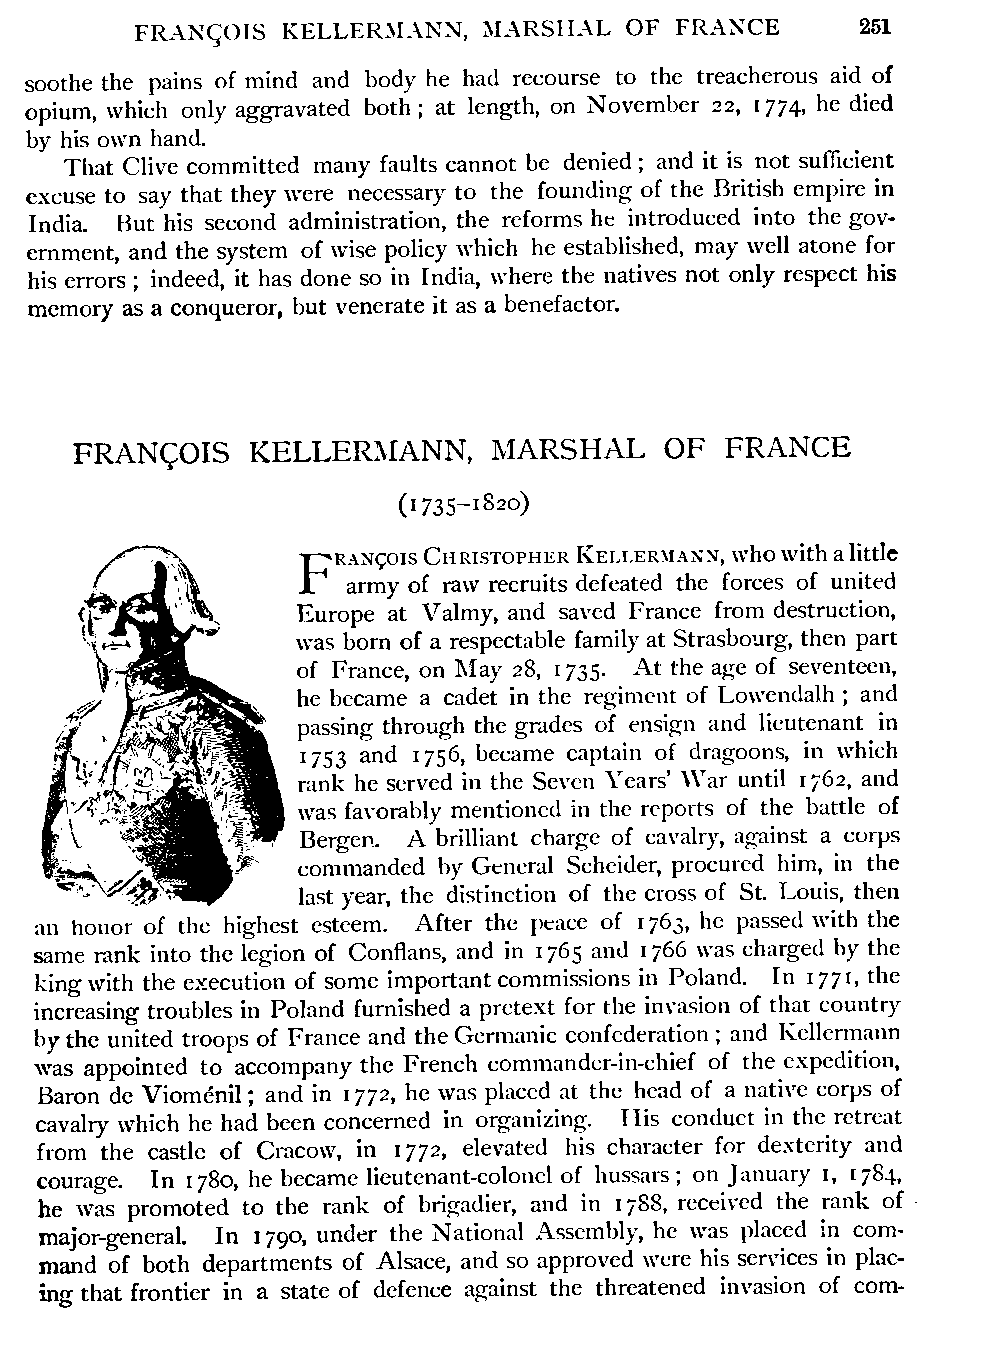 FRANÇOIS KELLERMANN, MARSHAL OF FRANCE 251
soothe the pains of mind and body he had recourse to the treacherous aid of
opium, which only aggravated both; at length, on November 22, 1774, he died
by his own hand.
That Clive committed many faults cannot be denied; and it is not sufficient
excuse to say that they were necessary to the founding of the British empire in
India. But his second administration, the reforms he introduced into the gov-
ernment, and the system of wise policy which he established, may well atone for
his errors; indeed, it has done so in India, where the natives not only respect his
memory as a conqueror, but venerate it as a benefactor.
FRANÇOIS KELLERMANN, MARSHAL OF FRANCE
(1735–1820)
FRANÇOIS CHRISTOPHER KELLERMANN, who with a little
army of raw recruits defeated the forces of united
Europe at Valmy, and saved France from destruction,
was born of a respectable family at Strasbourg, then part
of France, on May 28, 1735. At the age of seventeen,
he became a cadet in the regiment of Lowendalh; and
passing through the grades of ensign and lieutenant in
1753 and 1756, became captain of dragoons, in which
rank he served in the Seven Years' War until 1762, and
was favorably mentioned in the reports of the battle of
Bergen. A brilliant charge of cavalry, against a corps
commanded by General Scheider, procured him, in the
last year, the distinction of the cross of St. Louis, then
an honor of the highest esteem. After the peace of 1763, he passed with the
same rank into the legion of Conflans, and in 1765 and 1766 was charged by the
king with the execution of some important commissions in Poland. In 1771, the
increasing troubles in Poland furnished a pretext for the invasion of that country
by the united troops of France and the Germanic confederation; and Kellermann
was appointed to accompany the French commander-in-chief of the expedition,
Baron de Vioménil; and in 1772, he was placed at the head of a native corps of
cavalry which he had been concerned in organizing. His conduct in the retreat
from the castle of Cracow, in 1772, elevated his character for dexterity and
courage. In 1780, he became lieutenant-colonel of hussars; on January 1, 1784,
he was promoted to the rank of brigadier, and in 1788, received the rank of
major-general. In 1790, under the National Assembly, he was placed in com-
mand of both departments of Alsace, and so approved were his services in plac-
ing that frontier in a state of defence against the threatened invasion of com-